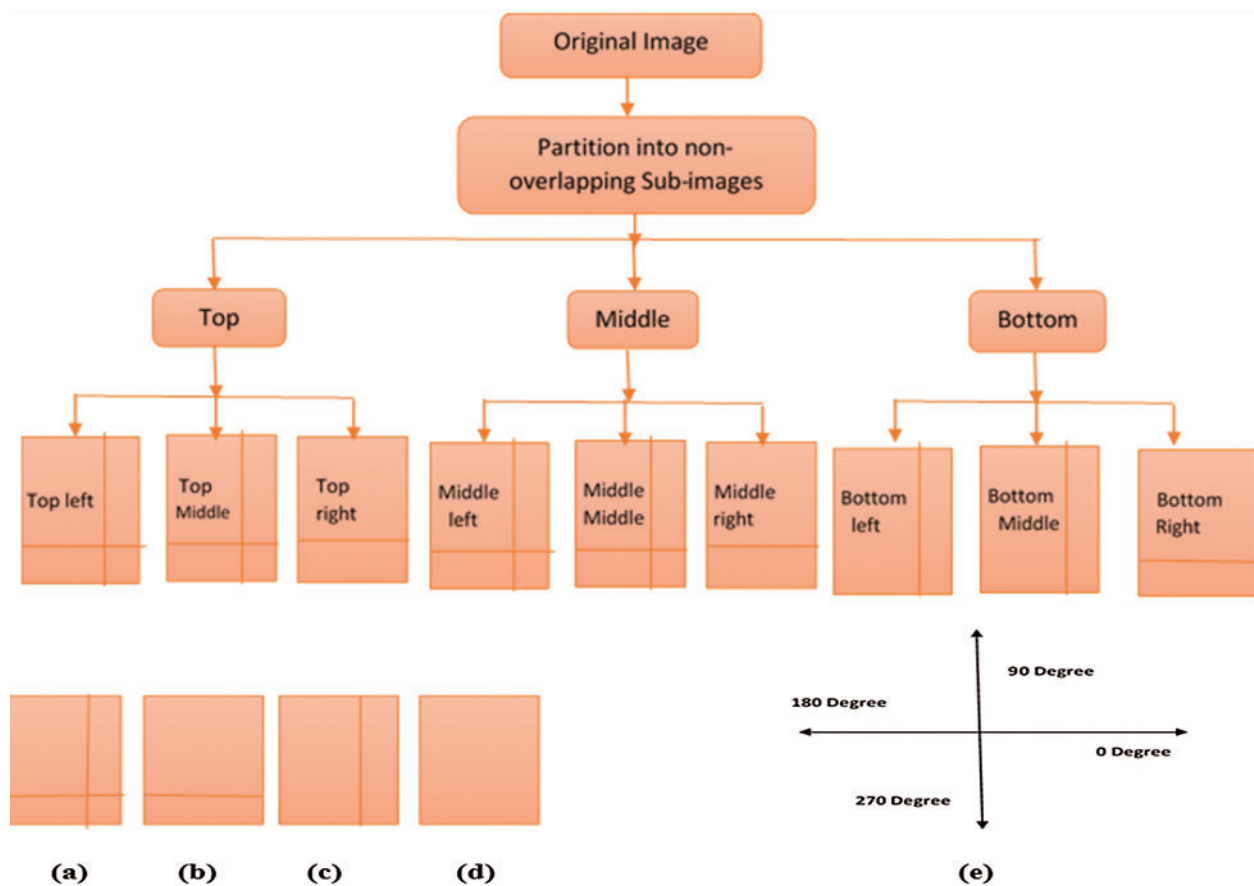 Original Image
Partition into non-
overlapping Sub-images
Top
Middle
Bottom
Top left
Top
Middle
Top
right
Middle
left
Middle
Middle
Middle
right
Bottom
left
Bottom
Middle
Bottom
Right
90 Degree
180 Degree
0 Degree
270 Degree
(a)
(b)
(c)
(d)
(e)